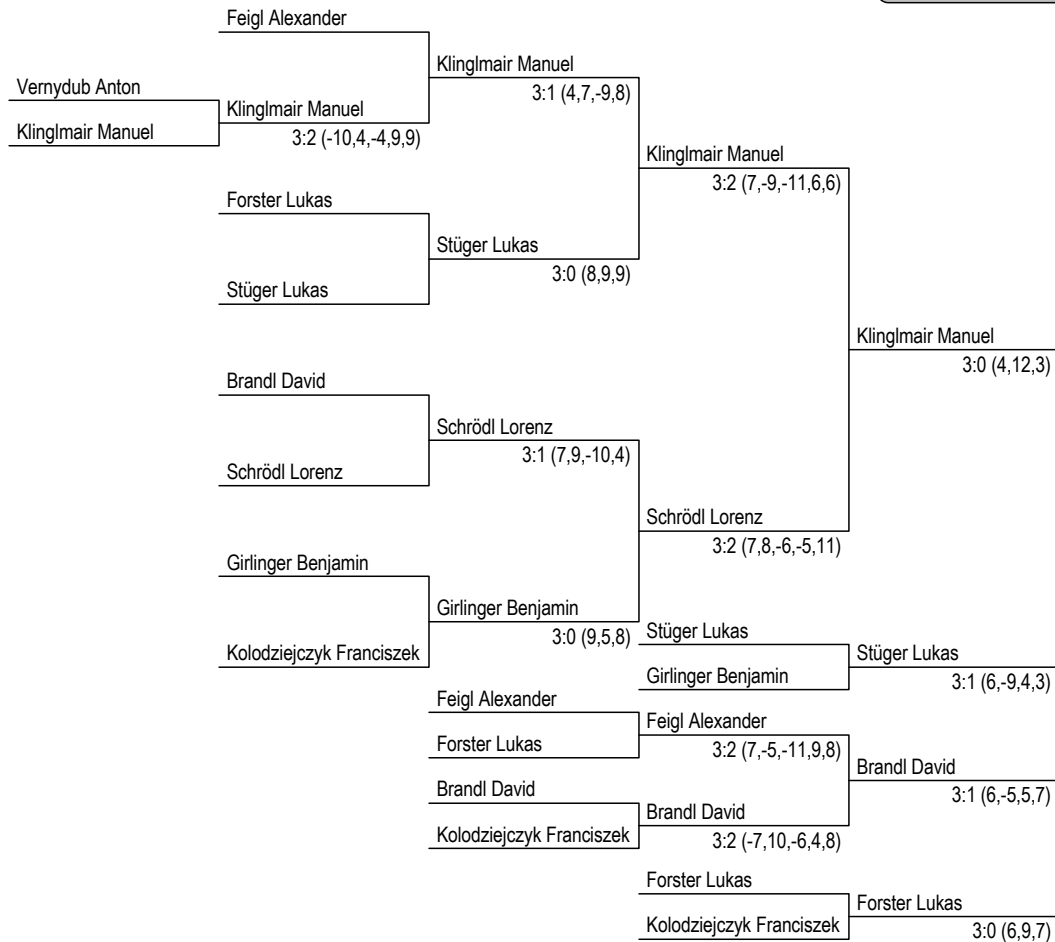 Feigl Alexander
Klinglmair Manuel
Vernydub Anton
3:1 (4,7,-9,8)
Klinglmair Manuel
Klinglmair Manuel
3:2 (-10,4,-4,9,9)
Klinglmair Manuel
3:2 (7,-9,-11,6,6)
Forster Lukas
Stüger Lukas
3:0 (8,9,9)
Stüger Lukas
Klinglmair Manuel
3:0 (4,12,3)
Brandl David
Schrödl Lorenz
3:1 (7,9,-10,4)
Schrödl Lorenz
Schrödl Lorenz
3:2 (7,8,-6,-5,11)
Girlinger Benjamin
Girlinger Benjamin
3:0 (9,5,8)
Stüger Lukas
Kolodziejczyk Franciszek
Stüger Lukas
Girlinger Benjamin
3:1 (6,-9,4,3)
Feigl Alexander
Feigl Alexander
Forster Lukas
3:2 (7,-5,-11,9,8)
Brandl David
Brandl David
3:1 (6,-5,5,7)
Brandl David
Kolodziejczyk Franciszek
3:2 (-7,10,-6,4,8)
Forster Lukas
Forster Lukas
Kolodziejczyk Franciszek
3:0 (6,9,7)